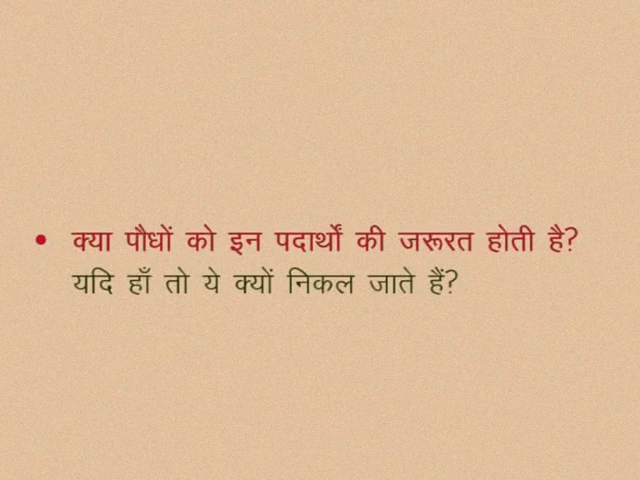 • क्या पौधों को इन पदार्थों की जरूरत होती है?
यदि हाँ तो ये क्यों निकल जाते हैं?